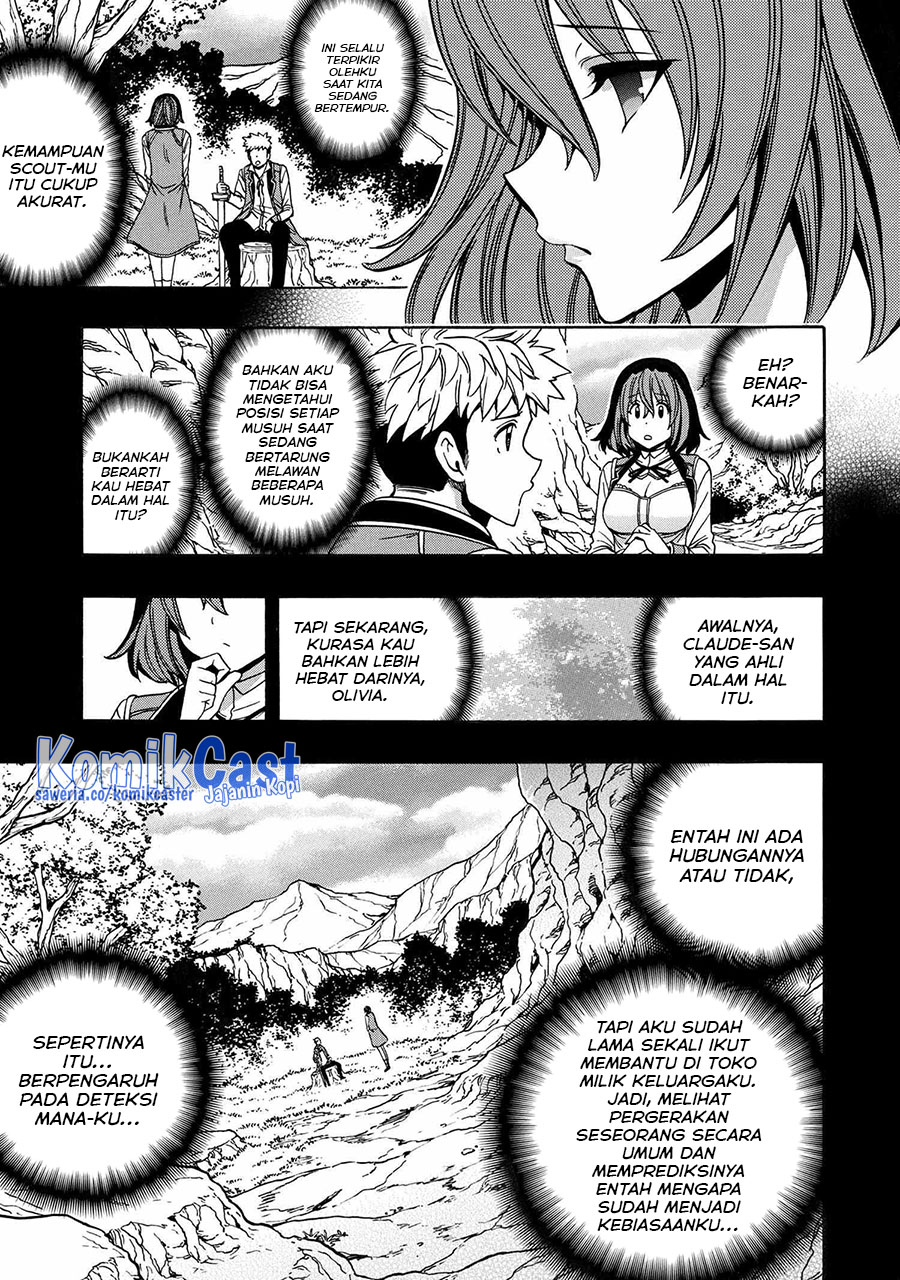 INI SELALU
TERPIKIR
OLEHKU
SAAT KITA
SEDANG
BERTEMPUR.
KEMAMPUAN
SCOUT-MU
ITU CUKUP
AKURAT.
EH?
BENAR-
KAH?
BAHKAN AKU
TIDAK BISA
MENGETAHUI
POSISI SETIAP
MUSUH SAAT
SEDANG
BERTARUNG
MELAWAN
BEBERAPA
MUSUH.
BUKANKAH
BERARTI
KAU HEBAT
DALAM HAL
ITU?
AWALNYA,
CLAUDE-SAN
YANG AHLI
DALAM HAL
ITU.
TAPI SEKARANG,
KURASA KAU
BAHKAN LEBIH
HEBAT DARINYA,
OLIVIA.
KomikCast
saweria.co/komikcaster
Jajanin Kopi
ENTAH INI ADA
HUBUNGANNYA
ATAU TIDAK,
TAPI AKU SUDAH
LAMA SEKALI IKUT
MEMBANTU DI TOKO
MILIK KELUARGAKU.
JADI, MELIHAT
PERGERAKAN
SESEORANG SECARA
UMUM DAN
MEMPREDIKSINYA
ENTAH MENGAPA
SUDAH MENJADI
KEBIASAANKU...
SEPERTINYA
ITU...
BERPENGARUH
PADA DETEKSI
MANA-KU...